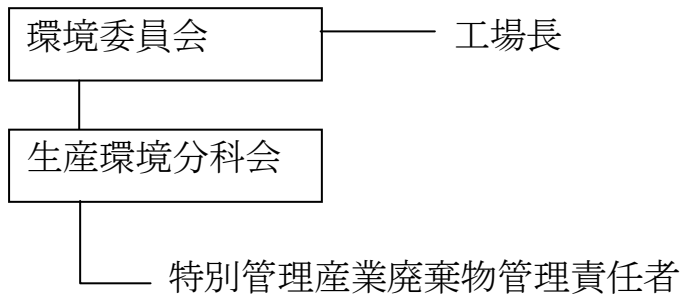 環境委員会
工場長
生産環境分科会
特別管理産業廃棄物管理責任者